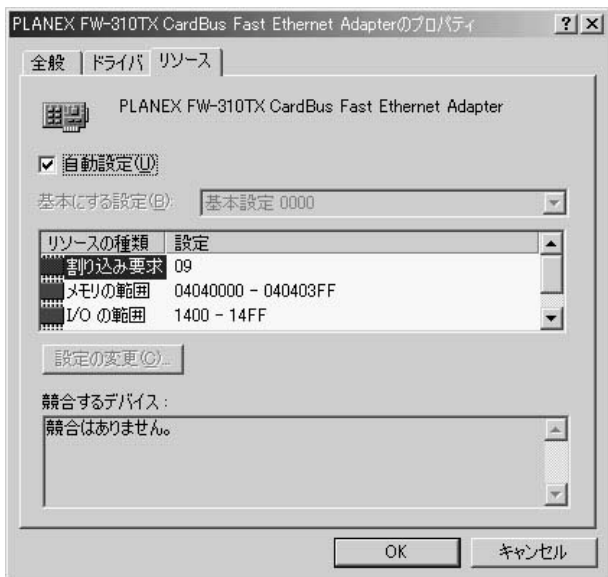 PLANEX FW-310TX CardBus Fast Ethernet Adapterのプロパティ ? ×
全般 ドライバ リソース
PLANEX FW-310TX CardBus Fast Ethernet Adapter
自動設定(U)
基本にする設定(B): 基本設定 0000
リソースの種類 設定
割り込み要求 09
メモリの範囲 04040000 - 040403FF
I/O の範囲 1400 - 14FF
設定の変更(C)...
競合するデバイス:
競合はありません。
OK キャンセル